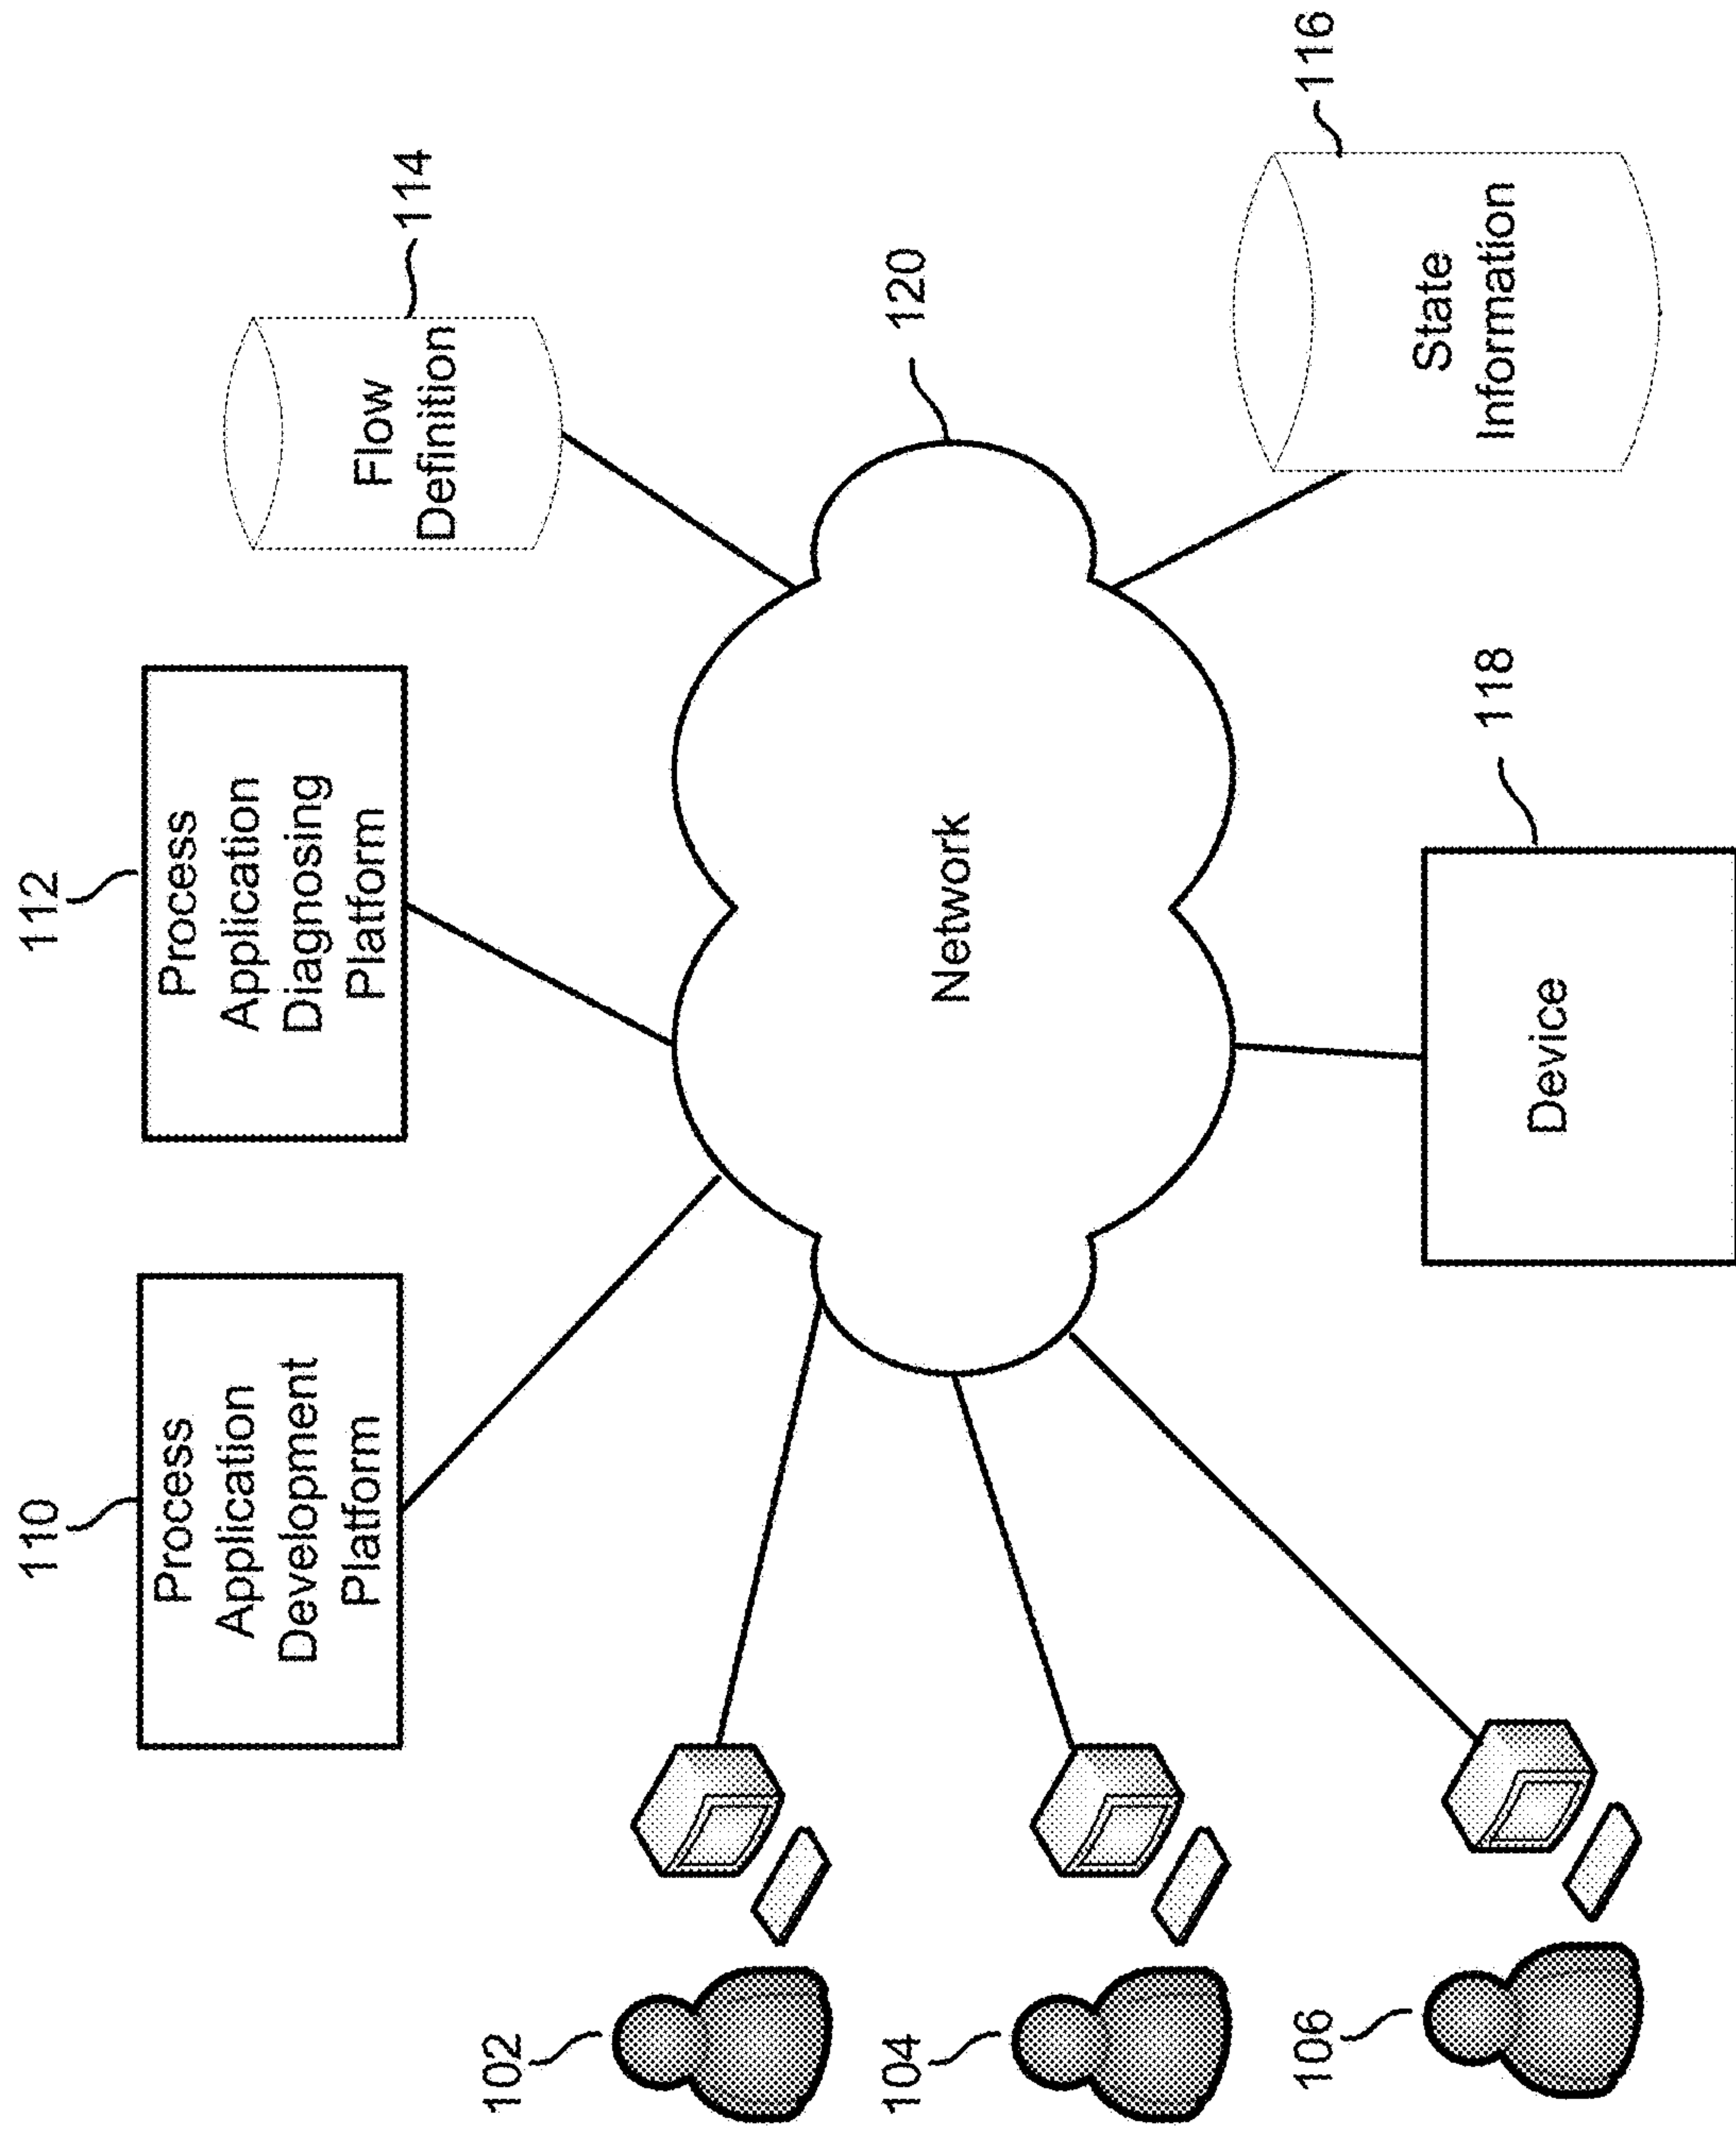 110
Process
Application
Development
Platform
112
Process
Application
Diagnosing
Platform
Flow
Definition
114
102
104
106
Network
120
Device
118
State
Information
116